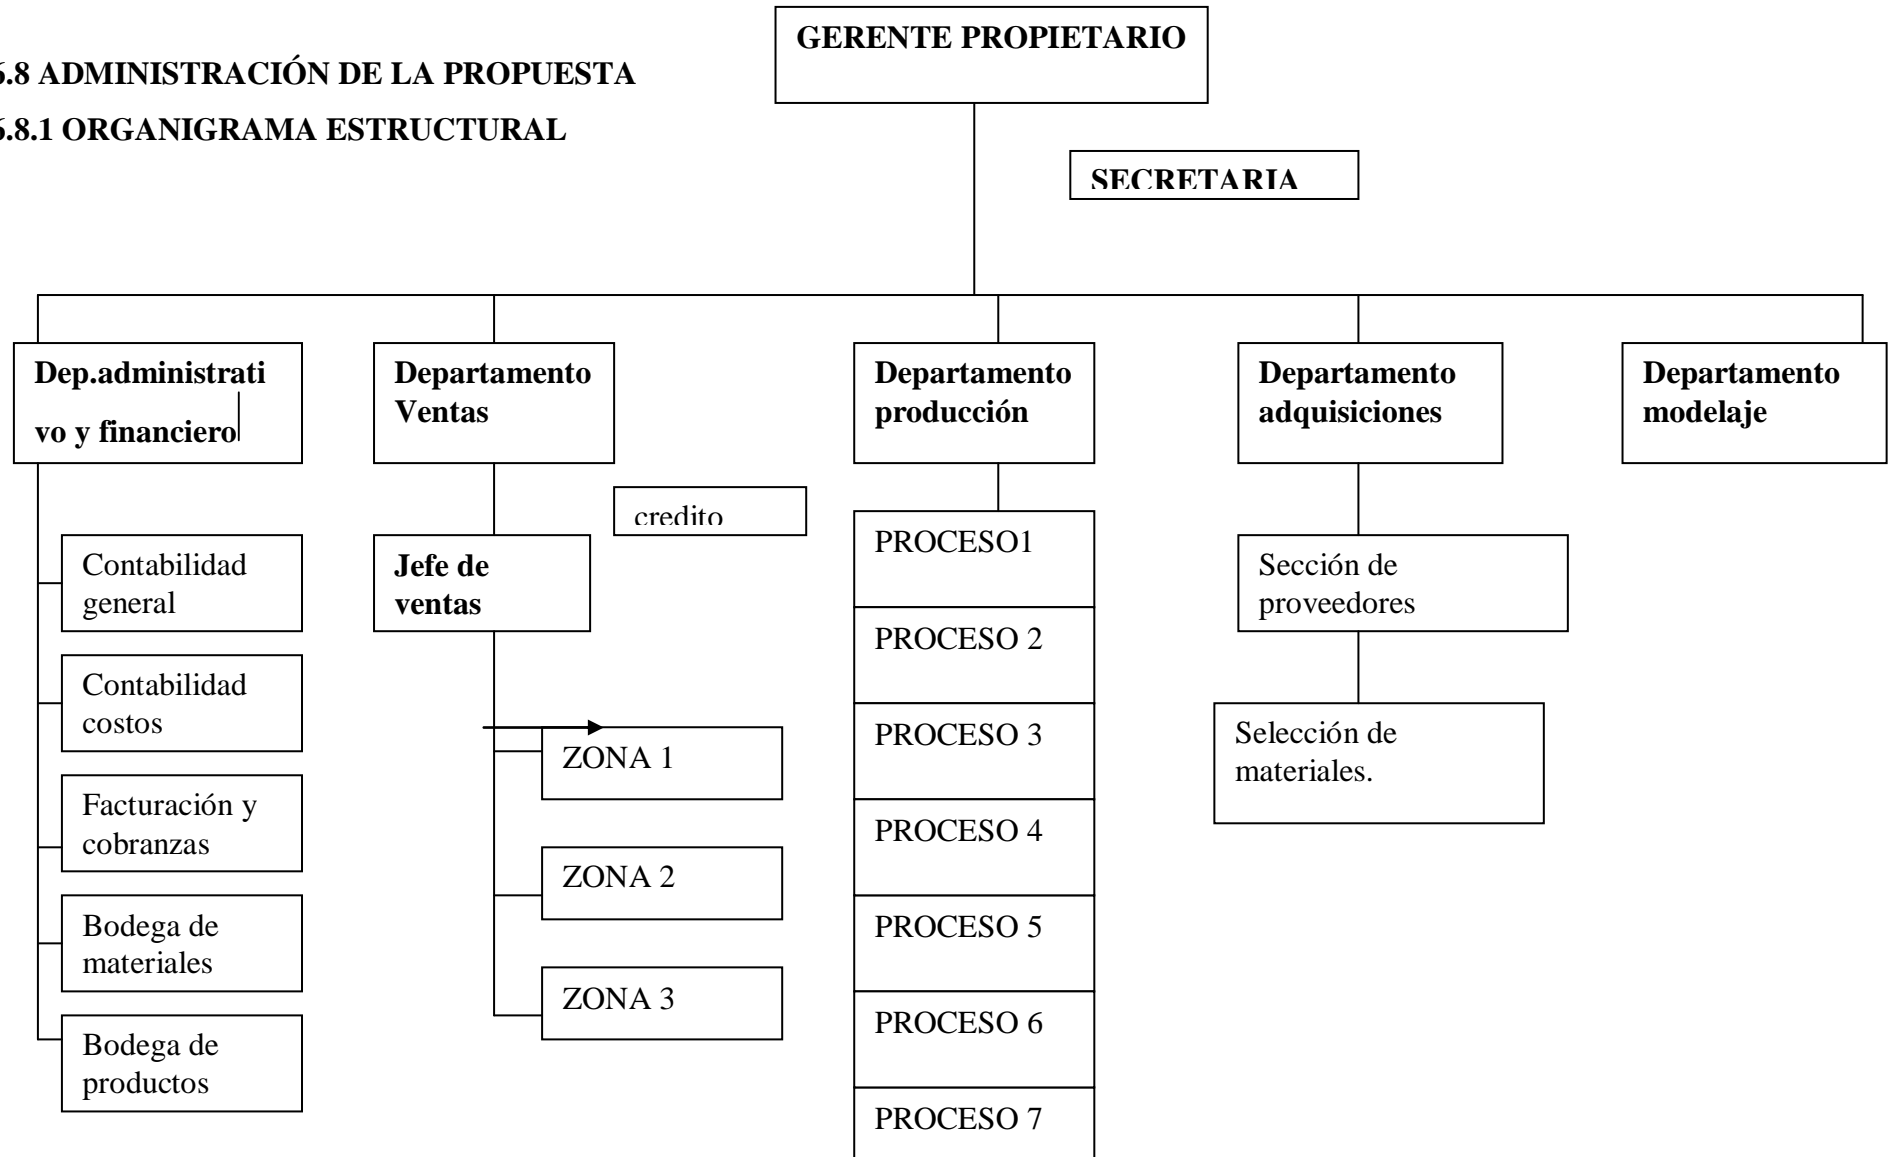 GERENTE PROPIETARIO
6.8 ADMINISTRACIÓN DE LA PROPUESTA
6.8.1 ORGANIGRAMA ESTRUCTURAL
SECRETARIA
Dep.administrati
vo y financiero
Departamento
Ventas
Departamento
producción
Departamento
adquisiciones
Departamento
modelaje
Contabilidad
general
Contabilidad
costos
Facturación y
cobranzas
Bodega de
materiales
Bodega de
productos
credito
Jefe de
ventas
ZONA 1
ZONA 2
ZONA 3
PROCESO1
PROCESO 2
PROCESO 3
PROCESO 4
PROCESO 5
PROCESO 6
PROCESO 7
Sección de
proveedores
Selección de
materiales.